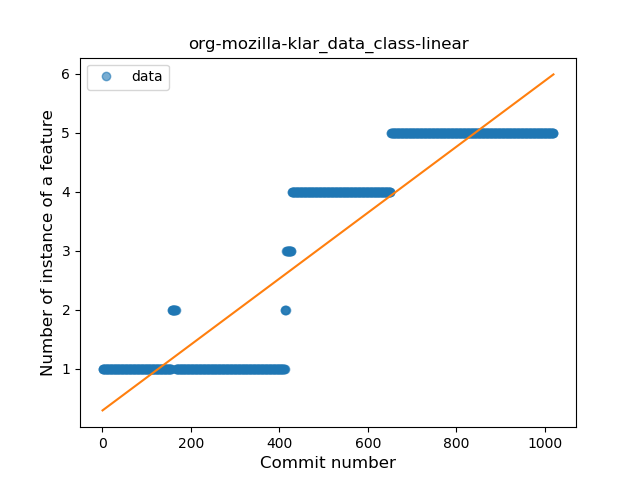 org-mozilla-klar_data_class-linear
data
Number of instance of a feature
6
5
4
3
2
1
0 200 400 600 800 1000
Commit number